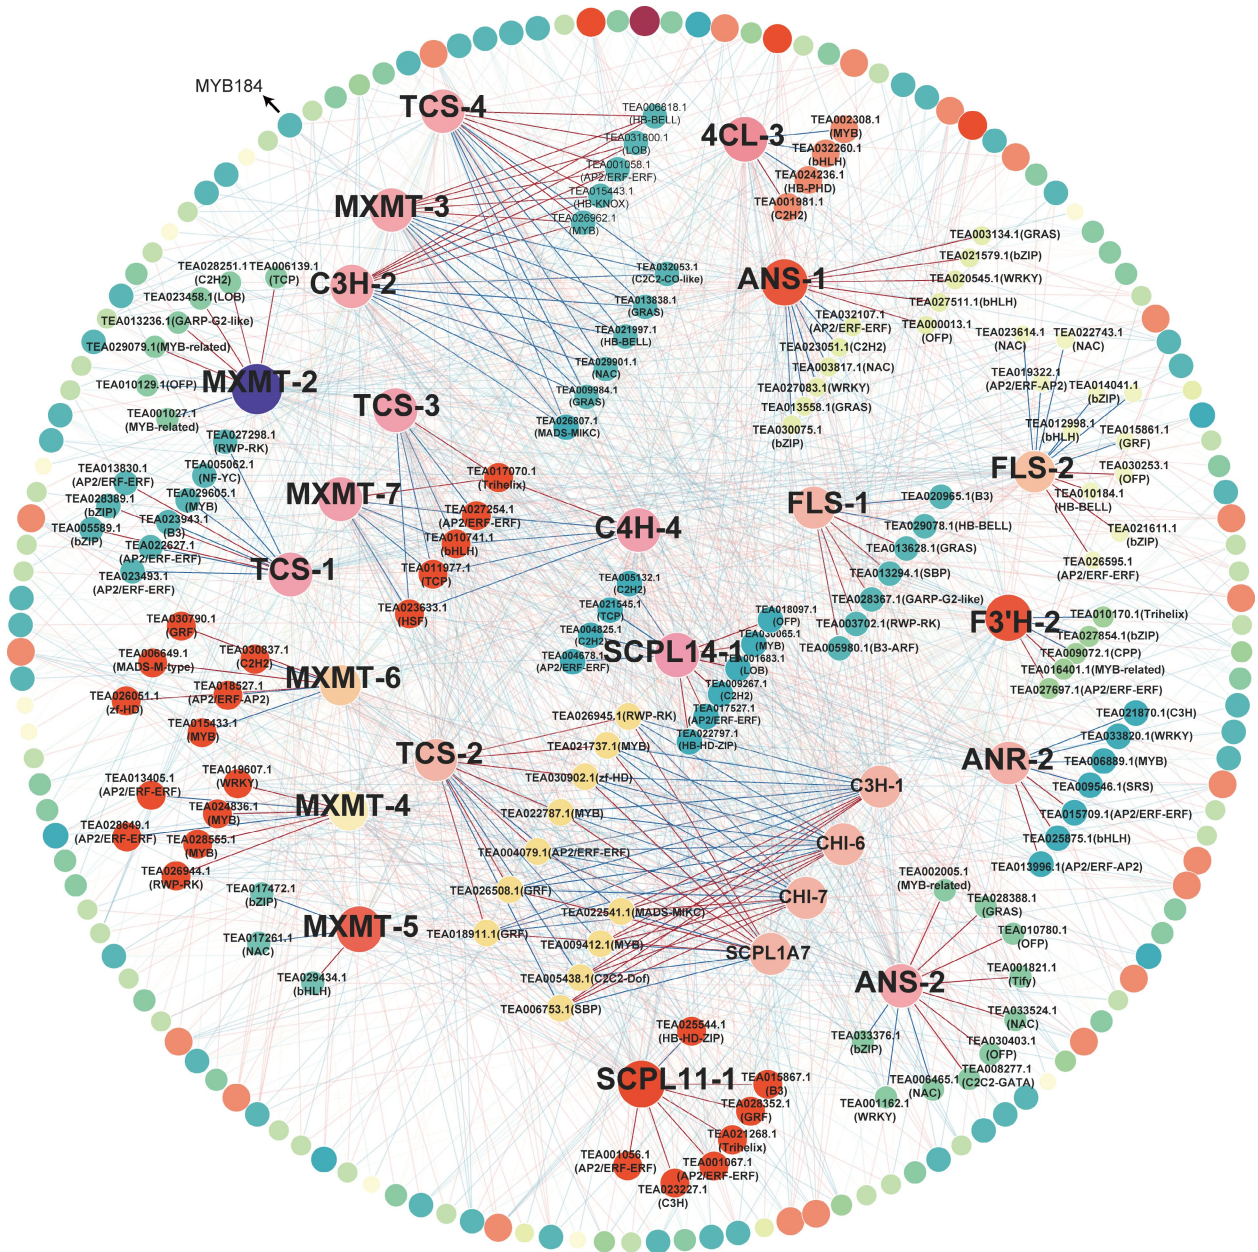 MYB184
TCS-4
TEA006818.1
(HB-BELL)
TEA031800.1
(LOB)
TEA001058.1
(AP2/ERF-ERF)
TEA015443.1
(HB-KNOX)
TEA026962.1
(MYB)
4CL-3
TEA002308.1
(MYB)
TEA032260.1
(bHLH)
TEA024236.1
(HB-PHD)
TEA001981.1
(C2H2)
MXMT-3
C3H-2
TEA032053.1
(C2C2-CO-like)
TEA013838.1
(GRAS)
TEA021997.1
(HB-BELL)
TEA029901.1
(NAC)
TEA009984.1
(GRAS)
TEA026807.1
(MADS-MIKC)
ANS-1
TEA003134.1(GRAS)
TEA021579.1(bZIP)
TEA020545.1(WRKY)
TEA027511.1(bHLH)
TEA000013.1
(OFP)
TEA032107.1
(AP2/ERF-ERF)
TEA023051.1(C2H2)
TEA003817.1(NAC)
TEA027083.1(WRKY)
TEA013558.1(GRAS)
TEA030075.1
(bZIP)
TEA028251.1
(C2H2)
TEA006139.1
(TCP)
TEA023458.1(LOB)
TEA013236.1(GARP-G2-like)
TEA029079.1(MYB-related)
TEA010129.1(OFP)
TEA001027.1
(MYB-related)
MXMT-2
TEA023614.1
(NAC)
TEA022743.1
(NAC)
TEA019322.1
(AP2/ERF-AP2)
TEA014041.1
(bZIP)
TEA012998.1
(bHLH)
TEA015861.1
(GRF)
FLS-2
TEA030253.1
(OFP)
TEA010184.1
(HB-BELL)
TEA021611.1
(bZIP)
TEA026595.1
(AP2/ERF-ERF)
TCS-3
TEA017070.1
(Trihelix)
MXMT-7
TEA027254.1
(AP2/ERF-ERF)
TEA010741.1
(bHLH)
TEA011977.1
(TCP)
TEA023633.1
(HSF)
C4H-4
TEA027298.1
(RWP-RK)
TEA005062.1
(NF-YC)
TEA013830.1
(AP2/ERF-ERF)
TEA029605.1
(MYB)
TEA028389.1
(bZIP)
TEA023943.1
(B3)
TEA005589.1
(bZIP)
TEA022627.1
(AP2/ERF-ERF)
TEA023493.1
(AP2/ERF-ERF)
TCS-1
FLS-1
TEA020965.1(B3)
TEA029078.1(HB-BELL)
TEA013628.1(GRAS)
TEA013294.1(SBP)
TEA028367.1(GARP-G2-like)
TEA003702.1(RWP-RK)
TEA005980.1(B3-ARF)
TEA005132.1
(C2H2)
TEA021545.1
(TCP)
TEA004825.1
(C2H2)
TEA004678.1
(AP2/ERF-ERF)
SCPL14-1
TEA018097.1
(OFP)
TEA030065.1
(MYB)
TEA001683.1
(LOB)
TEA009267.1
(C2H2)
TEA017527.1
(AP2/ERF-ERF)
TEA022797.1
(HB-HD-ZIP)
F3'H-2
TEA010170.1(Trihelix)
TEA027854.1(bZIP)
TEA009072.1(CPP)
TEA016401.1(MYB-related)
TEA027697.1(AP2/ERF-ERF)
TEA030790.1
(GRF)
TEA006649.1
(MADS-M-type)
TEA030837.1
(C2H2)
TEA026051.1
(zf-HD)
TEA018527.1
(AP2/ERF-AP2)
TEA015433.1
(MYB)
MXMT-6
TCS-2
TEA026945.1(RWP-RK)
TEA021737.1(MYB)
TEA030902.1(zf-HD)
TEA022787.1(MYB)
TEA004079.1(AP2/ERF-ERF)
TEA026508.1(GRF)
TEA018911.1(GRF)
TEA022541.1(MADS-MIKC)
TEA009412.1(MYB)
TEA005438.1(C2C2-Dof)
TEA006753.1(SBP)
C3H-1
CHI-6
CHI-7
SCPL1A7
ANR-2
TEA021870.1(C3H)
TEA033820.1(WRKY)
TEA006889.1(MYB)
TEA009546.1(SRS)
TEA015709.1(AP2/ERF-ERF)
TEA025875.1(bHLH)
TEA013996.1(AP2/ERF-AP2)
TEA013405.1
(AP2/ERF-ERF)
TEA019607.1
(WRKY)
TEA024836.1
(MYB)
TEA028649.1
(AP2/ERF-ERF)
TEA028555.1
(MYB)
TEA026944.1
(RWP-RK)
MXMT-4
TEA017472.1
(bZIP)
TEA017261.1
(NAC)
TEA029434.1
(bHLH)
MXMT-5
TEA002005.1
(MYB-related)
TEA028388.1
(GRAS)
TEA010780.1
(OFP)
TEA001821.1
(Tify)
ANS-2
TEA033524.1
(NAC)
TEA030403.1
(OFP)
TEA008277.1
(C2C2-GATA)
TEA006465.1
(NAC)
TEA001162.1
(WRKY)
TEA033376.1
(bZIP)
TEA025544.1
(HB-HD-ZIP)
SCPL11-1
TEA015867.1
(B3)
TEA028352.1
(GRF)
TEA021268.1
(Trihelix)
TEA001067.1
(AP2/ERF-ERF)
TEA001056.1
(AP2/ERF-ERF)
TEA023227.1
(C3H)